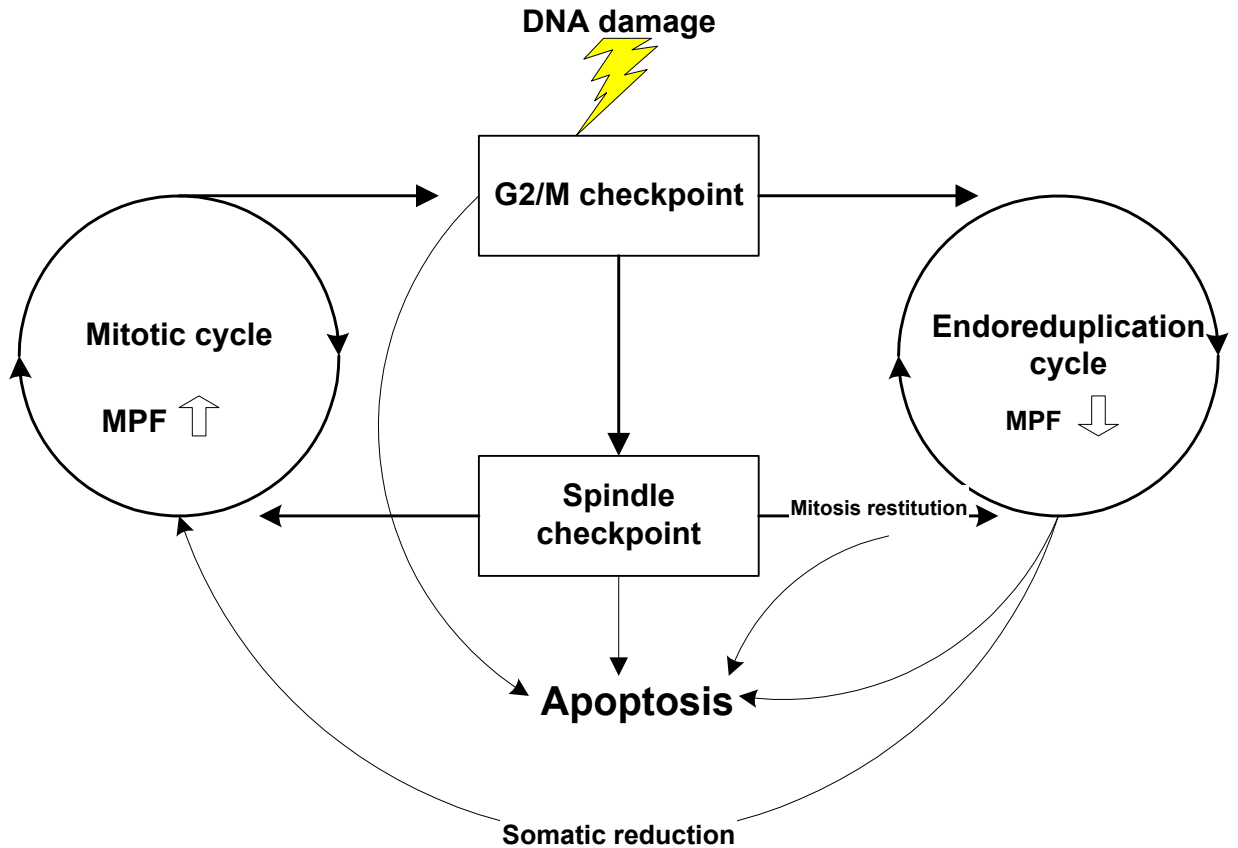 DNA damage
G2/M checkpoint
Mitotic cycle
MPF
Endoreduplication
cycle
MPF
Spindle
checkpoint
Mitosis restitution
Apoptosis
Somatic reduction